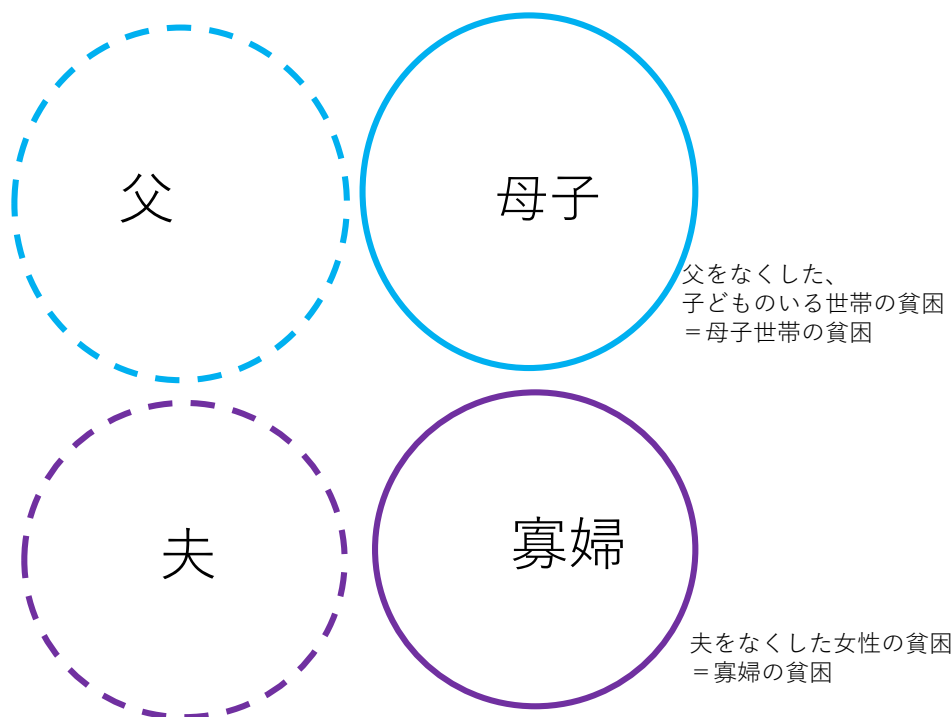 父
母子
父をなくした、
子どものいる世帯の貧困
＝母子世帯の貧困
夫
寡婦
夫をなくした女性の貧困
＝寡婦の貧困